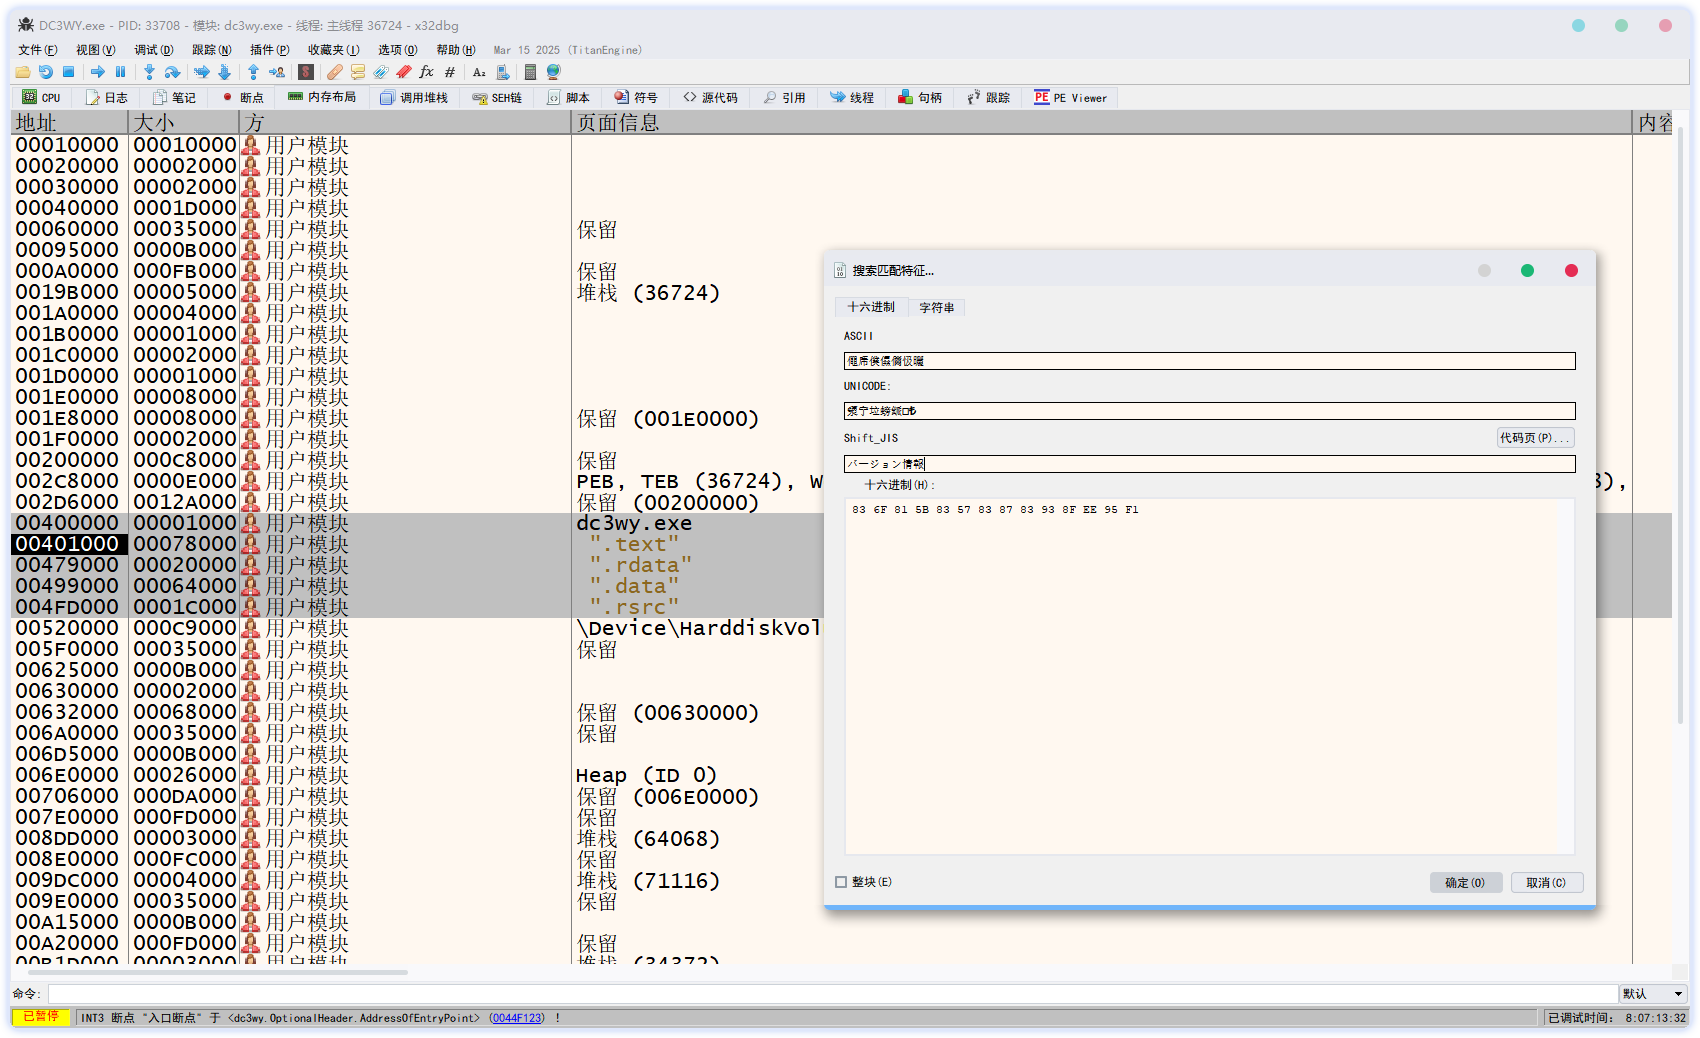 DC3WY.exe - PID: 33708 - 模块: dc3wy.exe - 线程: 主线程 36724 - x32dbg
文件(F) 视图(V) 调试(D) 跟踪(N) 插件(P) 收藏夹(I) 选项(O) 帮助(H) Mar 15 2025 (TitanEngine)
CPU 日志 笔记 断点 内存布局 调用堆栈 SEH链 脚本 符号 源代码 引用 线程 句柄 跟踪 PE Viewer
地址 大小 方 页面信息 内容
00010000 00010000 用户模块
00020000 00002000 用户模块
00030000 00002000 用户模块
00040000 0001D000 用户模块
00060000 00035000 用户模块 保留
00095000 0000B000 用户模块
000A0000 000FB000 用户模块 保留
0019B000 00005000 用户模块 堆栈 (36724)
001A0000 00004000 用户模块
001B0000 00001000 用户模块
001C0000 00002000 用户模块
001D0000 00001000 用户模块
001E0000 00008000 用户模块
001E8000 00008000 用户模块 保留 (001E0000)
001F0000 00002000 用户模块
00200000 000C8000 用户模块 保留
002C8000 0000E000 用户模块 PEB, TEB (36724), W
002D6000 0012A000 用户模块 保留 (00200000)
00400000 00001000 用户模块 dc3wy.exe
00401000 00078000 用户模块 ".text"
00479000 00020000 用户模块 ".rdata"
00499000 00064000 用户模块 ".data"
004FD000 0001C000 用户模块 ".rsrc"
00520000 000C9000 用户模块 \Device\HarddiskVol
005F0000 00035000 用户模块 保留
00625000 0000B000 用户模块
00630000 00002000 用户模块
00632000 00068000 用户模块 保留 (00630000)
006A0000 00035000 用户模块 保留
006D5000 0000B000 用户模块
006E0000 00026000 用户模块 Heap (ID 0)
00706000 000DA000 用户模块 保留 (006E0000)
007E0000 000FD000 用户模块 保留
008DD000 00003000 用户模块 堆栈 (64068)
008E0000 000FC000 用户模块 保留
009DC000 00004000 用户模块 堆栈 (71116)
009E0000 00035000 用户模块 保留
00A15000 0000B000 用户模块
00A20000 000FD000 用户模块 保留
00B1D000 00003000 用户模块 堆栈 (34372)
搜索匹配特征...
十六进制 字符串
ASCII
UNICODE:
Shift_JIS 代码页(P)...
バージョン情報
十六进制(H):
83 6F 81 5B 83 57 83 87 83 93 8F EE 95 F1
整块(E) 确定(O) 取消(C)
命令: 默认
已暂停 INT3 断点 "入口断点" 于 <dc3wy.OptionalHeader.AddressOfEntryPoint> (0044F123) ! 已调试时间: 8:07:13:32